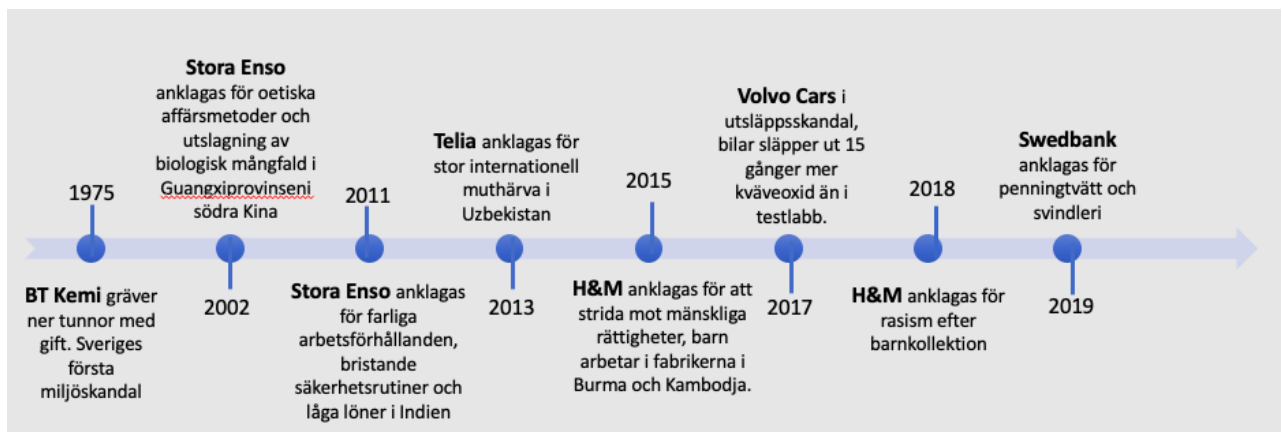 1975
BT Kemi gräver
ner tunnor med
gift. Sveriges
första
miljöskandal
Stora Enso
anklagas för oetiska
affärsmetoder och
utslagning av
biologisk mångfald i
Guangxiprovinseni
södra Kina
2002
2011
Stora Enso anklagas
för farliga
arbetsförhållanden,
bristande
säkerhetsrutiner och
låga löner i Indien
Telia anklagas för
stor internationell
muthärva i
Uzbekistan
2013
2015
H&M anklagas för att
strida mot mänskliga
rättigheter, barn
arbetar i fabrikerna i
Burma och Kambodja.
Volvo Cars i
utsläppsskandal,
bilar släpper ut 15
gånger mer
kväveoxid än i
testlabb.
2017
2018
H&M anklagas för
rasism efter
barnkollektion
Swedbank
anklagas för
penningtvätt och
svindleri
2019